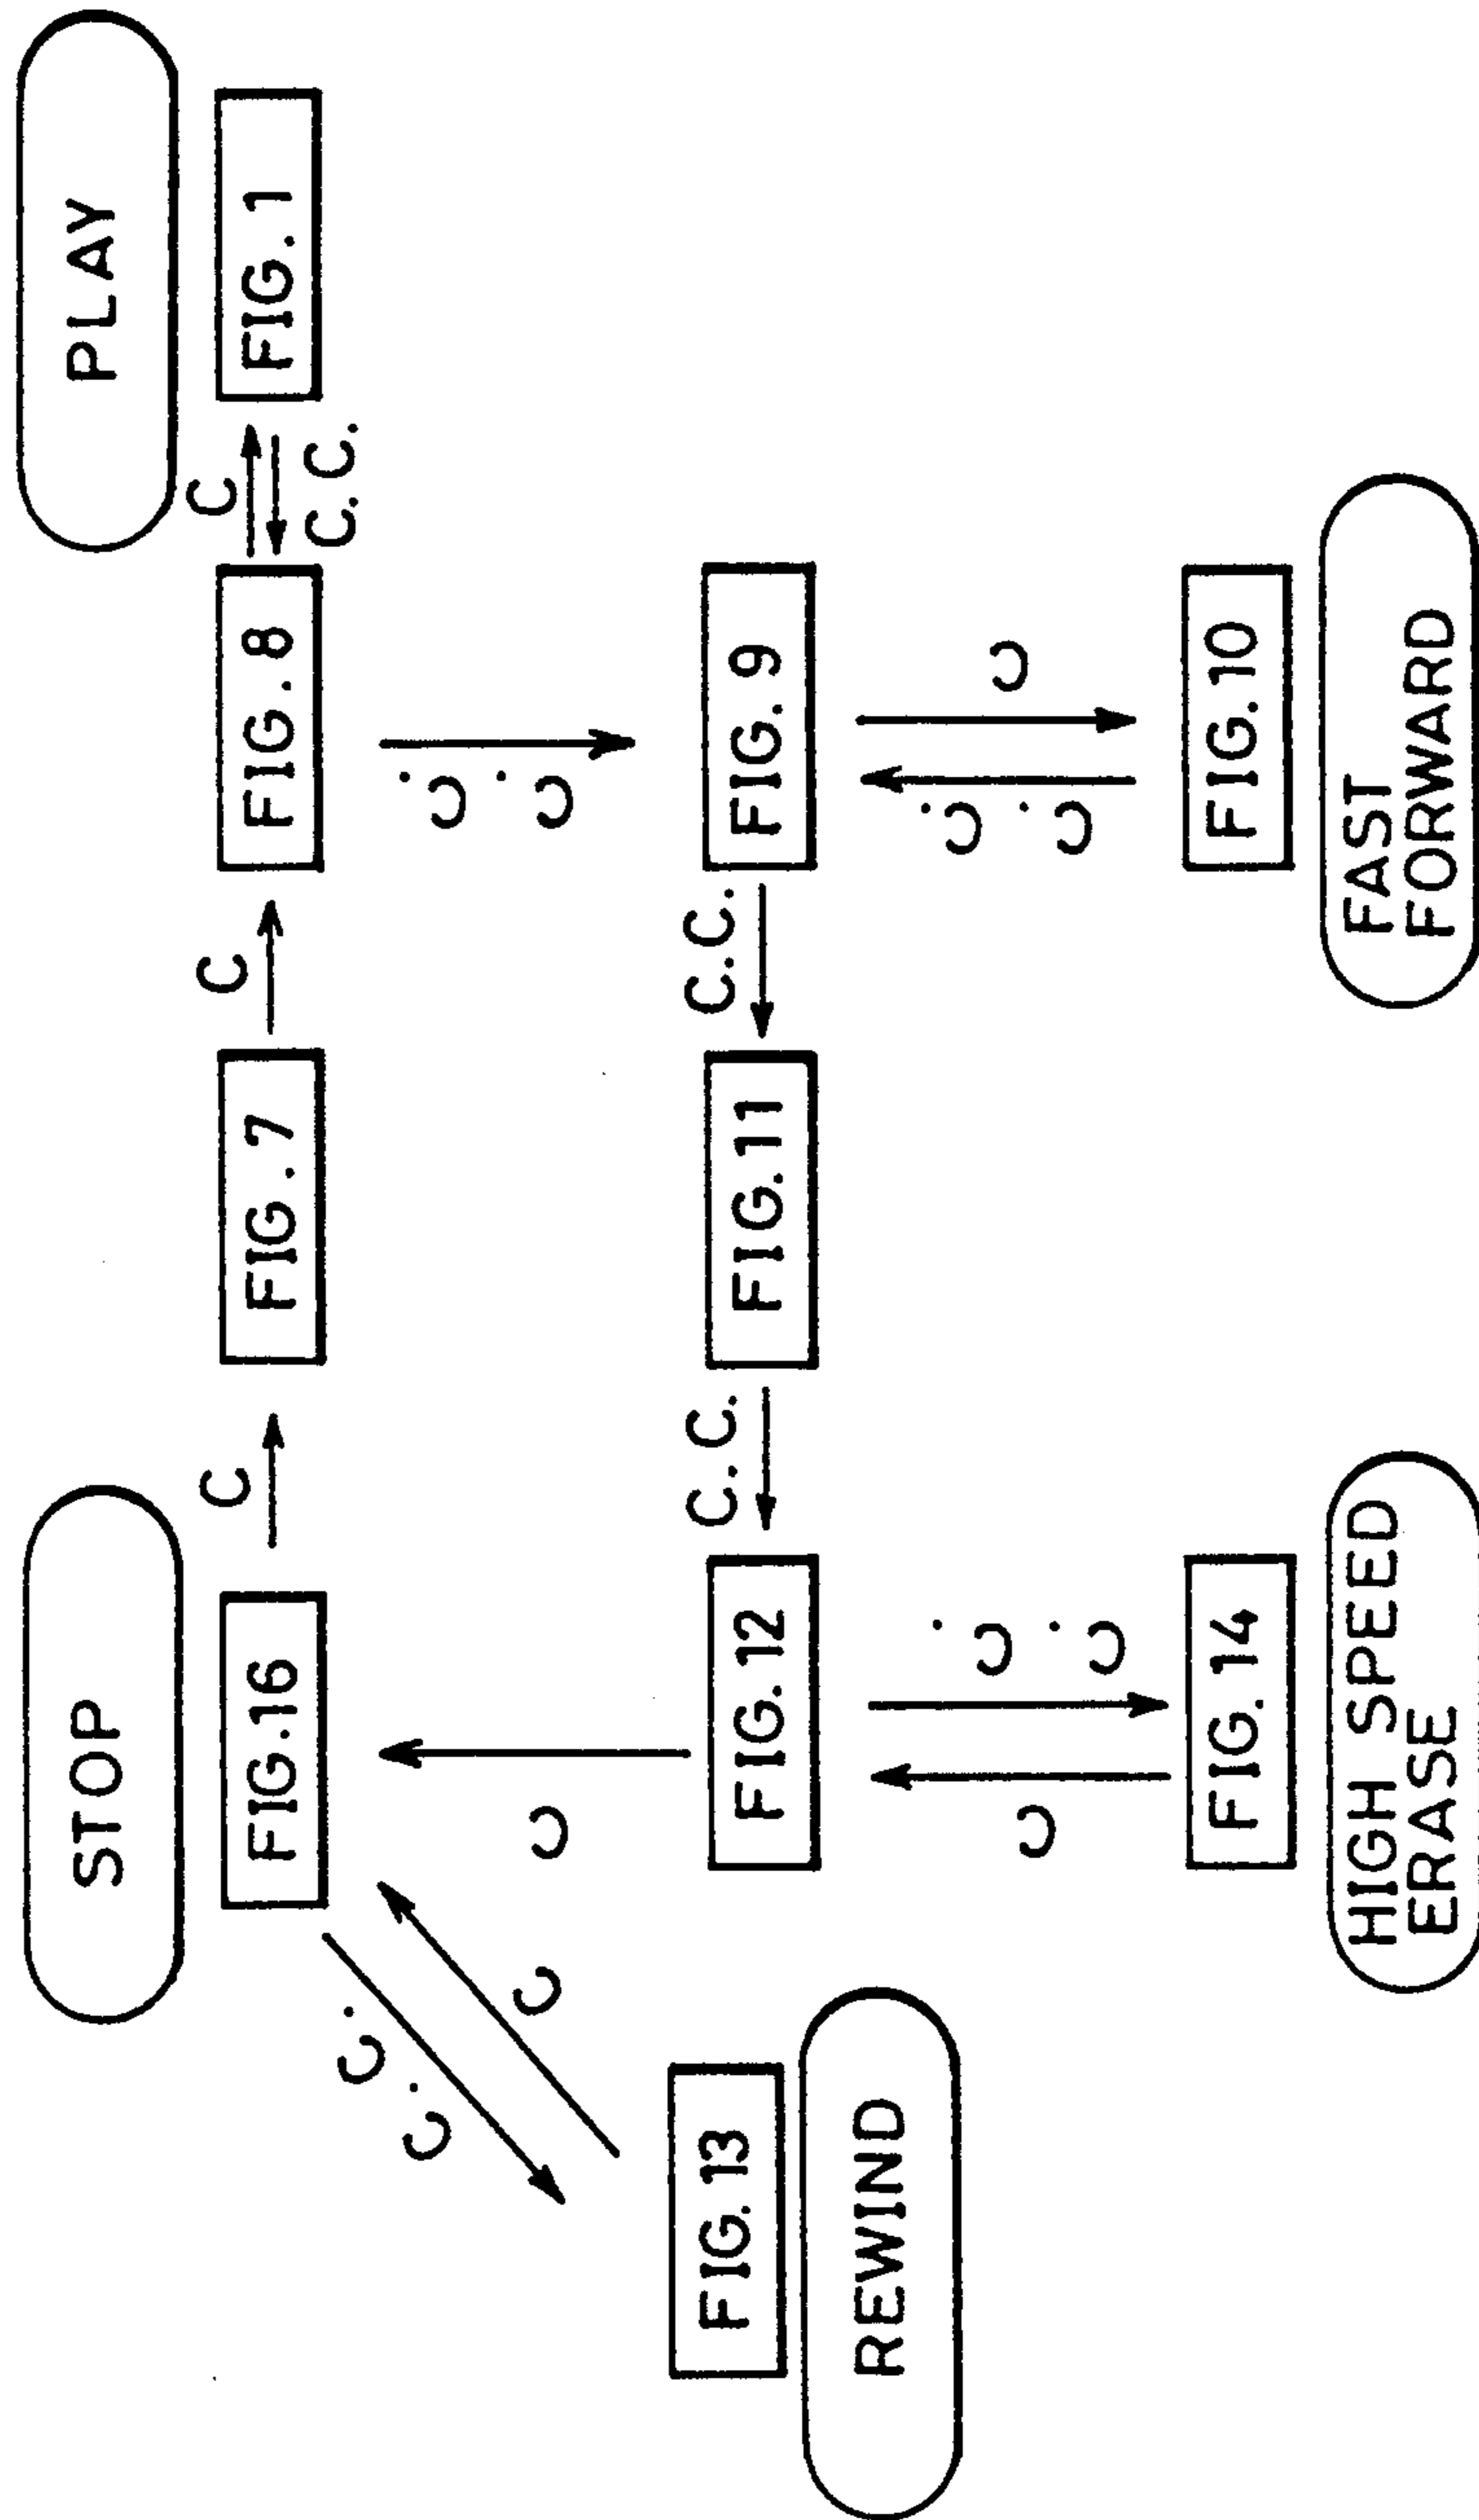 STOP
PLAY
C
C
C
FIG.16
FIG.7
FIG.8
FIG.1
C.C.
C.C.
C
C
C.C.
C.C.
C.C.
FIG.13
FIG.12
FIG.11
FIG.9
REWIND
C
C.C.
C.C.
C
FIG.14
FIG.10
HIGH SPEED
ERASE
FAST
FORWARD